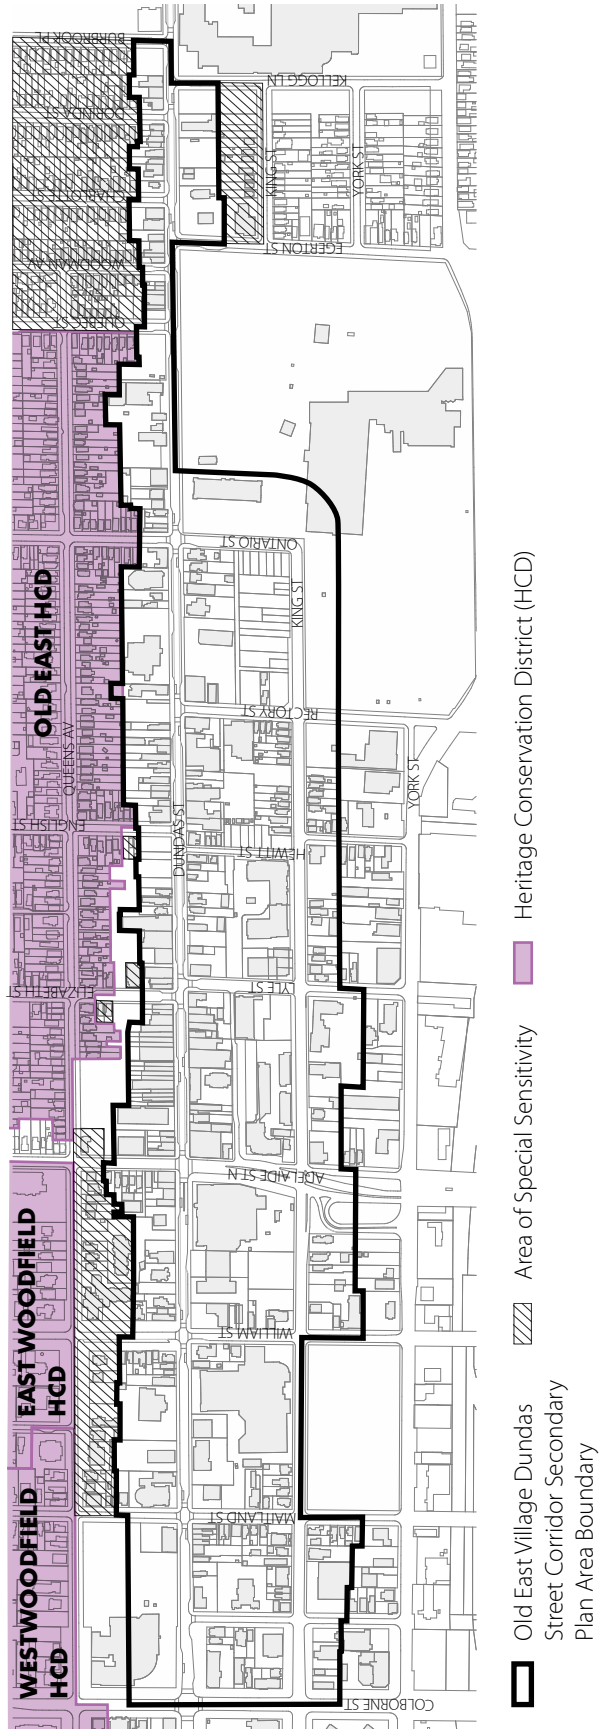 BURBROOK PL
KELLOGG LN
DORINDA ST
KING ST
YORK ST
CHARLOTTE ST
EGERTON ST
WOODMAN AV
QUEBEC ST
ONTARIO ST
KING ST
OLD EAST HCD
QUEENS AV
RECTORY ST
YORK ST
DUNDAS ST
ENGLISH ST
HEWITT ST
ELIZABETH ST
LYLE ST
ADELAIDE ST N
EAST WOODFIELD
HCD
WILLIAM ST
MAITLAND ST
WESTWOODFIELD
HCD
COLBORNE ST
Old East Village Dundas
Street Corridor Secondary
Plan Area Boundary
Area of Special Sensitivity
Heritage Conservation District (HCD)